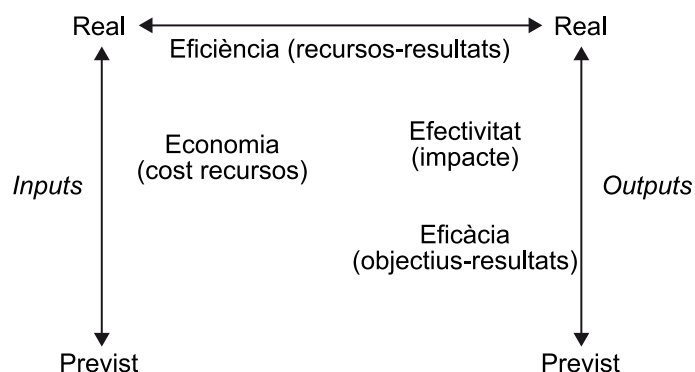 Real
Real
Eficiència (recursos-resultats)
Economia
(cost recursos)
Efectivitat
(impacte)
Inputs
Outputs
Eficàcia
(objectius-resultats)
Previst
Previst